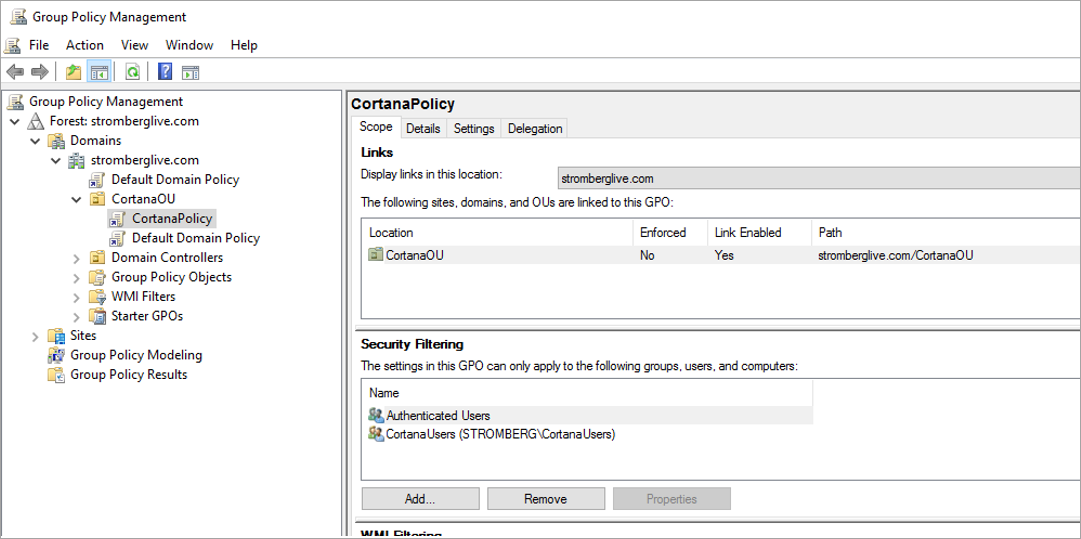 Group Policy Management
File Action View Window Help
Group Policy Management
Forest: stromberglive.com
Domains
stromberglive.com
Default Domain Policy
CortanaOU
CortanaPolicy
Default Domain Policy
Domain Controllers
Group Policy Objects
WMI Filters
Starter GPOs
Sites
Group Policy Modeling
Group Policy Results
CortanaPolicy
Scope Details Settings Delegation
Links
Display links in this location: stromberglive.com
The following sites, domains, and OUs are linked to this GPO:
Location Enforced Link Enabled Path
CortanaOU No Yes stromberglive.com/CortanaOU
Security Filtering
The settings in this GPO can only apply to the following groups, users, and computers:
Name
Authenticated Users
CortanaUsers (STROMBERG\CortanaUsers)
Add... Remove Properties
WMI Filtering